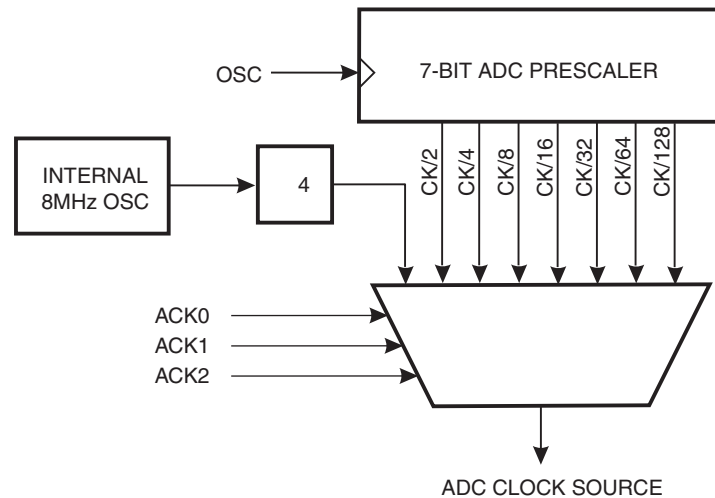 7-BIT ADC PRESCALER
OSC
CK/2
CK/4
CK/8
CK/16
CK/32
CK/64
CK/128
INTERNAL
8MHz OSC
4
ACK0
ACK1
ACK2
ADC CLOCK SOURCE